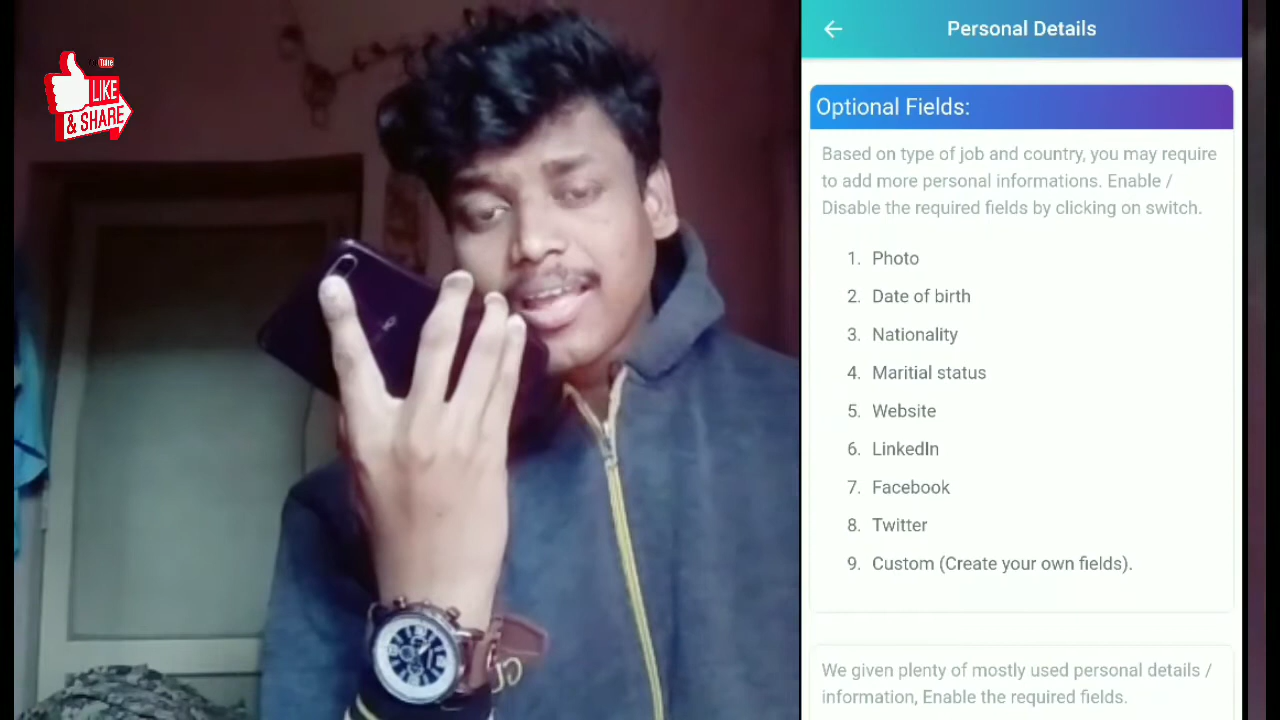 LIKE
& SHARE
Personal Details
Optional Fields:
Based on type of job and country, you may require
to add more personal informations. Enable /
Disable the required fields by clicking on switch.
1. Photo
2. Date of birth
3. Nationality
4. Maritial status
5. Website
6. LinkedIn
7. Facebook
8. Twitter
9. Custom (Create your own fields).
We given plenty of mostly used personal details /
information, Enable the required fields.